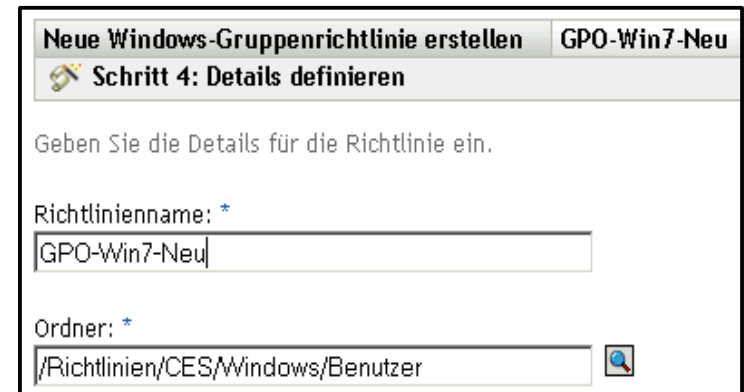 Neue Windows-Gruppenrichtlinie erstellen GPO-Win7-Neu
Schritt 4: Details definieren
Geben Sie die Details für die Richtlinie ein.
Richtlinienname: *
GPO-Win7-Neu
Ordner: *
/Richtlinien/CES/Windows/Benutzer